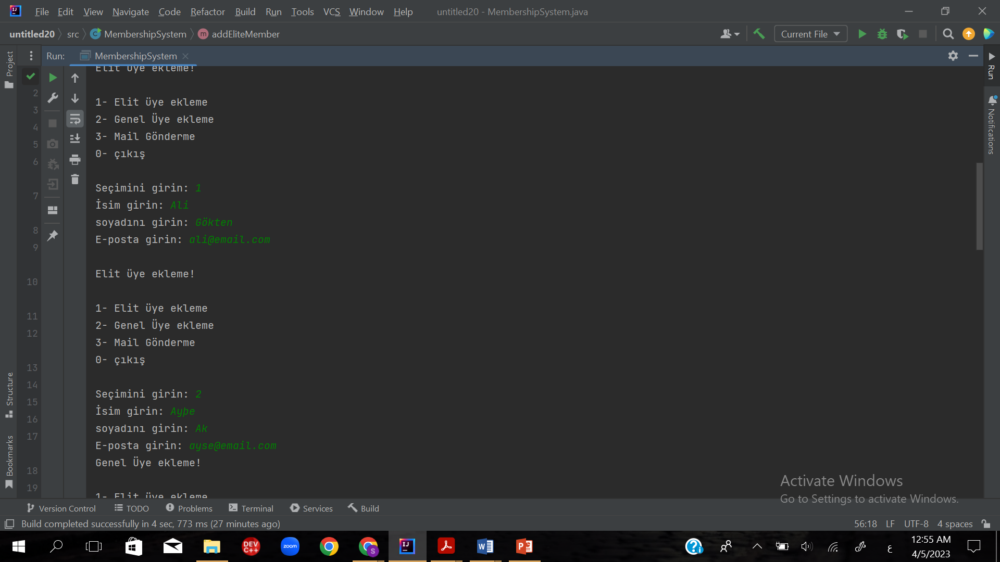 File Edit View Navigate Code Refactor Build Run Tools VCS Window Help untitled20 - MembershipSystem.java
untitled20 src MembershipSystem addEliteMember Current File
Project
Run: MembershipSystem
Elit üye ekleme!
1- Elit üye ekleme
2- Genel Üye ekleme
3- Mail Gönderme
0- çıkış
Seçimini girin: 1
İsim girin: Ali
soyadını girin: Gökten
E-posta girin: ali@email.com
Elit üye ekleme!
1- Elit üye ekleme
2- Genel Üye ekleme
3- Mail Gönderme
0- çıkış
Seçimini girin: 2
İsim girin: Ayþe
soyadını girin: Ak
E-posta girin: ayse@email.com
Genel Üye ekleme!
1- Elit üye ekleme
2
3
4
5
6
7
8
9
10
11
12
13
14
15
16
17
18
19
Structure
Bookmarks
Run
Notifications
Activate Windows
Go to Settings to activate Windows.
Version Control TODO Problems Terminal Services Build
Build completed successfully in 4 sec, 773 ms (27 minutes ago) 56:18 LF UTF-8 4 spaces
DEV C++
zoom
S
IJ
W
P
ع
12:55 AM
4/5/2023